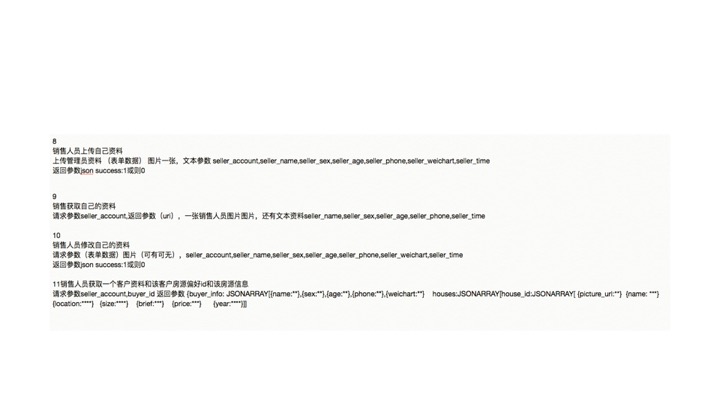 8
销售人员上传自己资料
上传管理员资料 （表单数据） 图片一张，文本参数 seller_account,seller_name,seller_sex,seller_age,seller_phone,seller_weichart,seller_time
返回参数json success:1或则0
9
销售获取自己的资料
请求参数seller_account,返回参数（url），一张销售人员图片图片，还有文本资料seller_name,seller_sex,seller_age,seller_phone,seller_time
10
销售人员修改自己的资料
请求参数（表单数据）图片（可有可无），seller_account,seller_name,seller_sex,seller_age,seller_phone,seller_weichart,seller_time
返回参数json success:1或则0
11销售人员获取一个客户资料和该客户房源偏好id和该房源信息
请求参数seller_account,buyer_id 返回参数 {buyer_info: JSONARRAY[{name:**},{sex:**},{age:**},{phone:**},{weichart:**} houses:JSONARRAY[house_id:JSONARRAY[ {picture_url:**} {name: ***}
{location:****} {size:****} {brief:***} {price:***} {year:****}]]